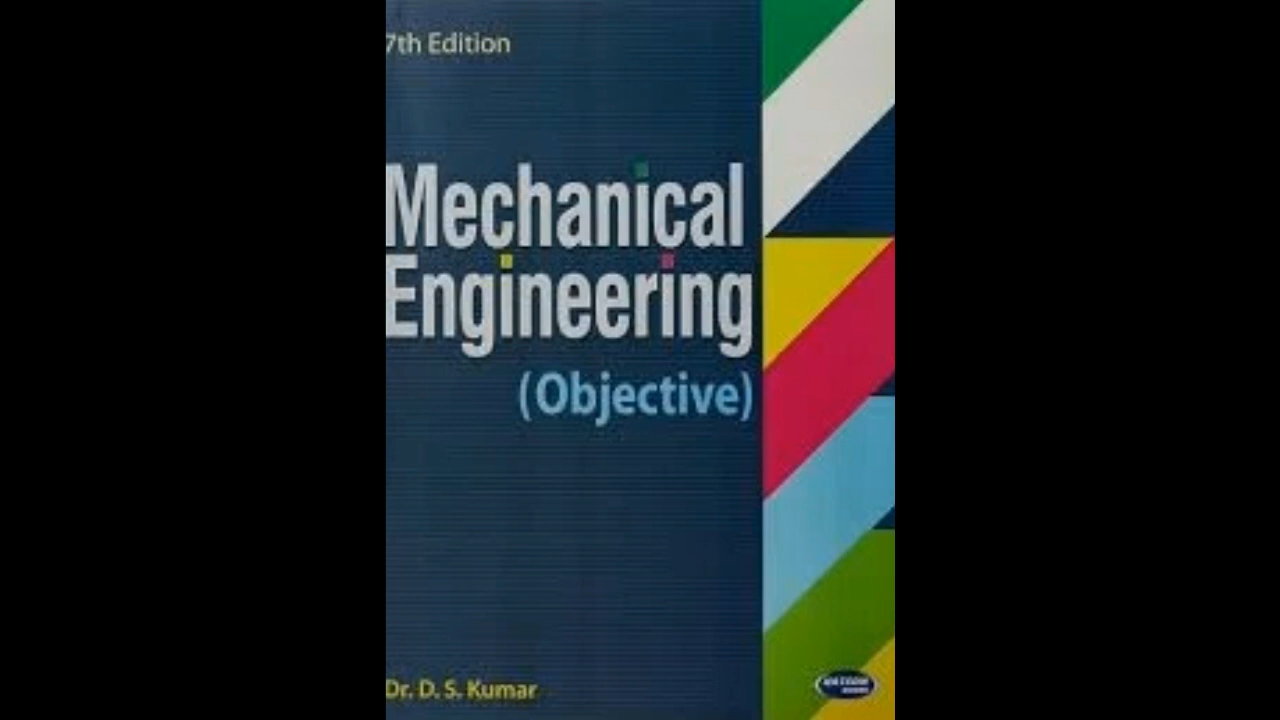 7th Edition
Mechanical
Engineering
(Objective)
Dr. D. S. Kumar